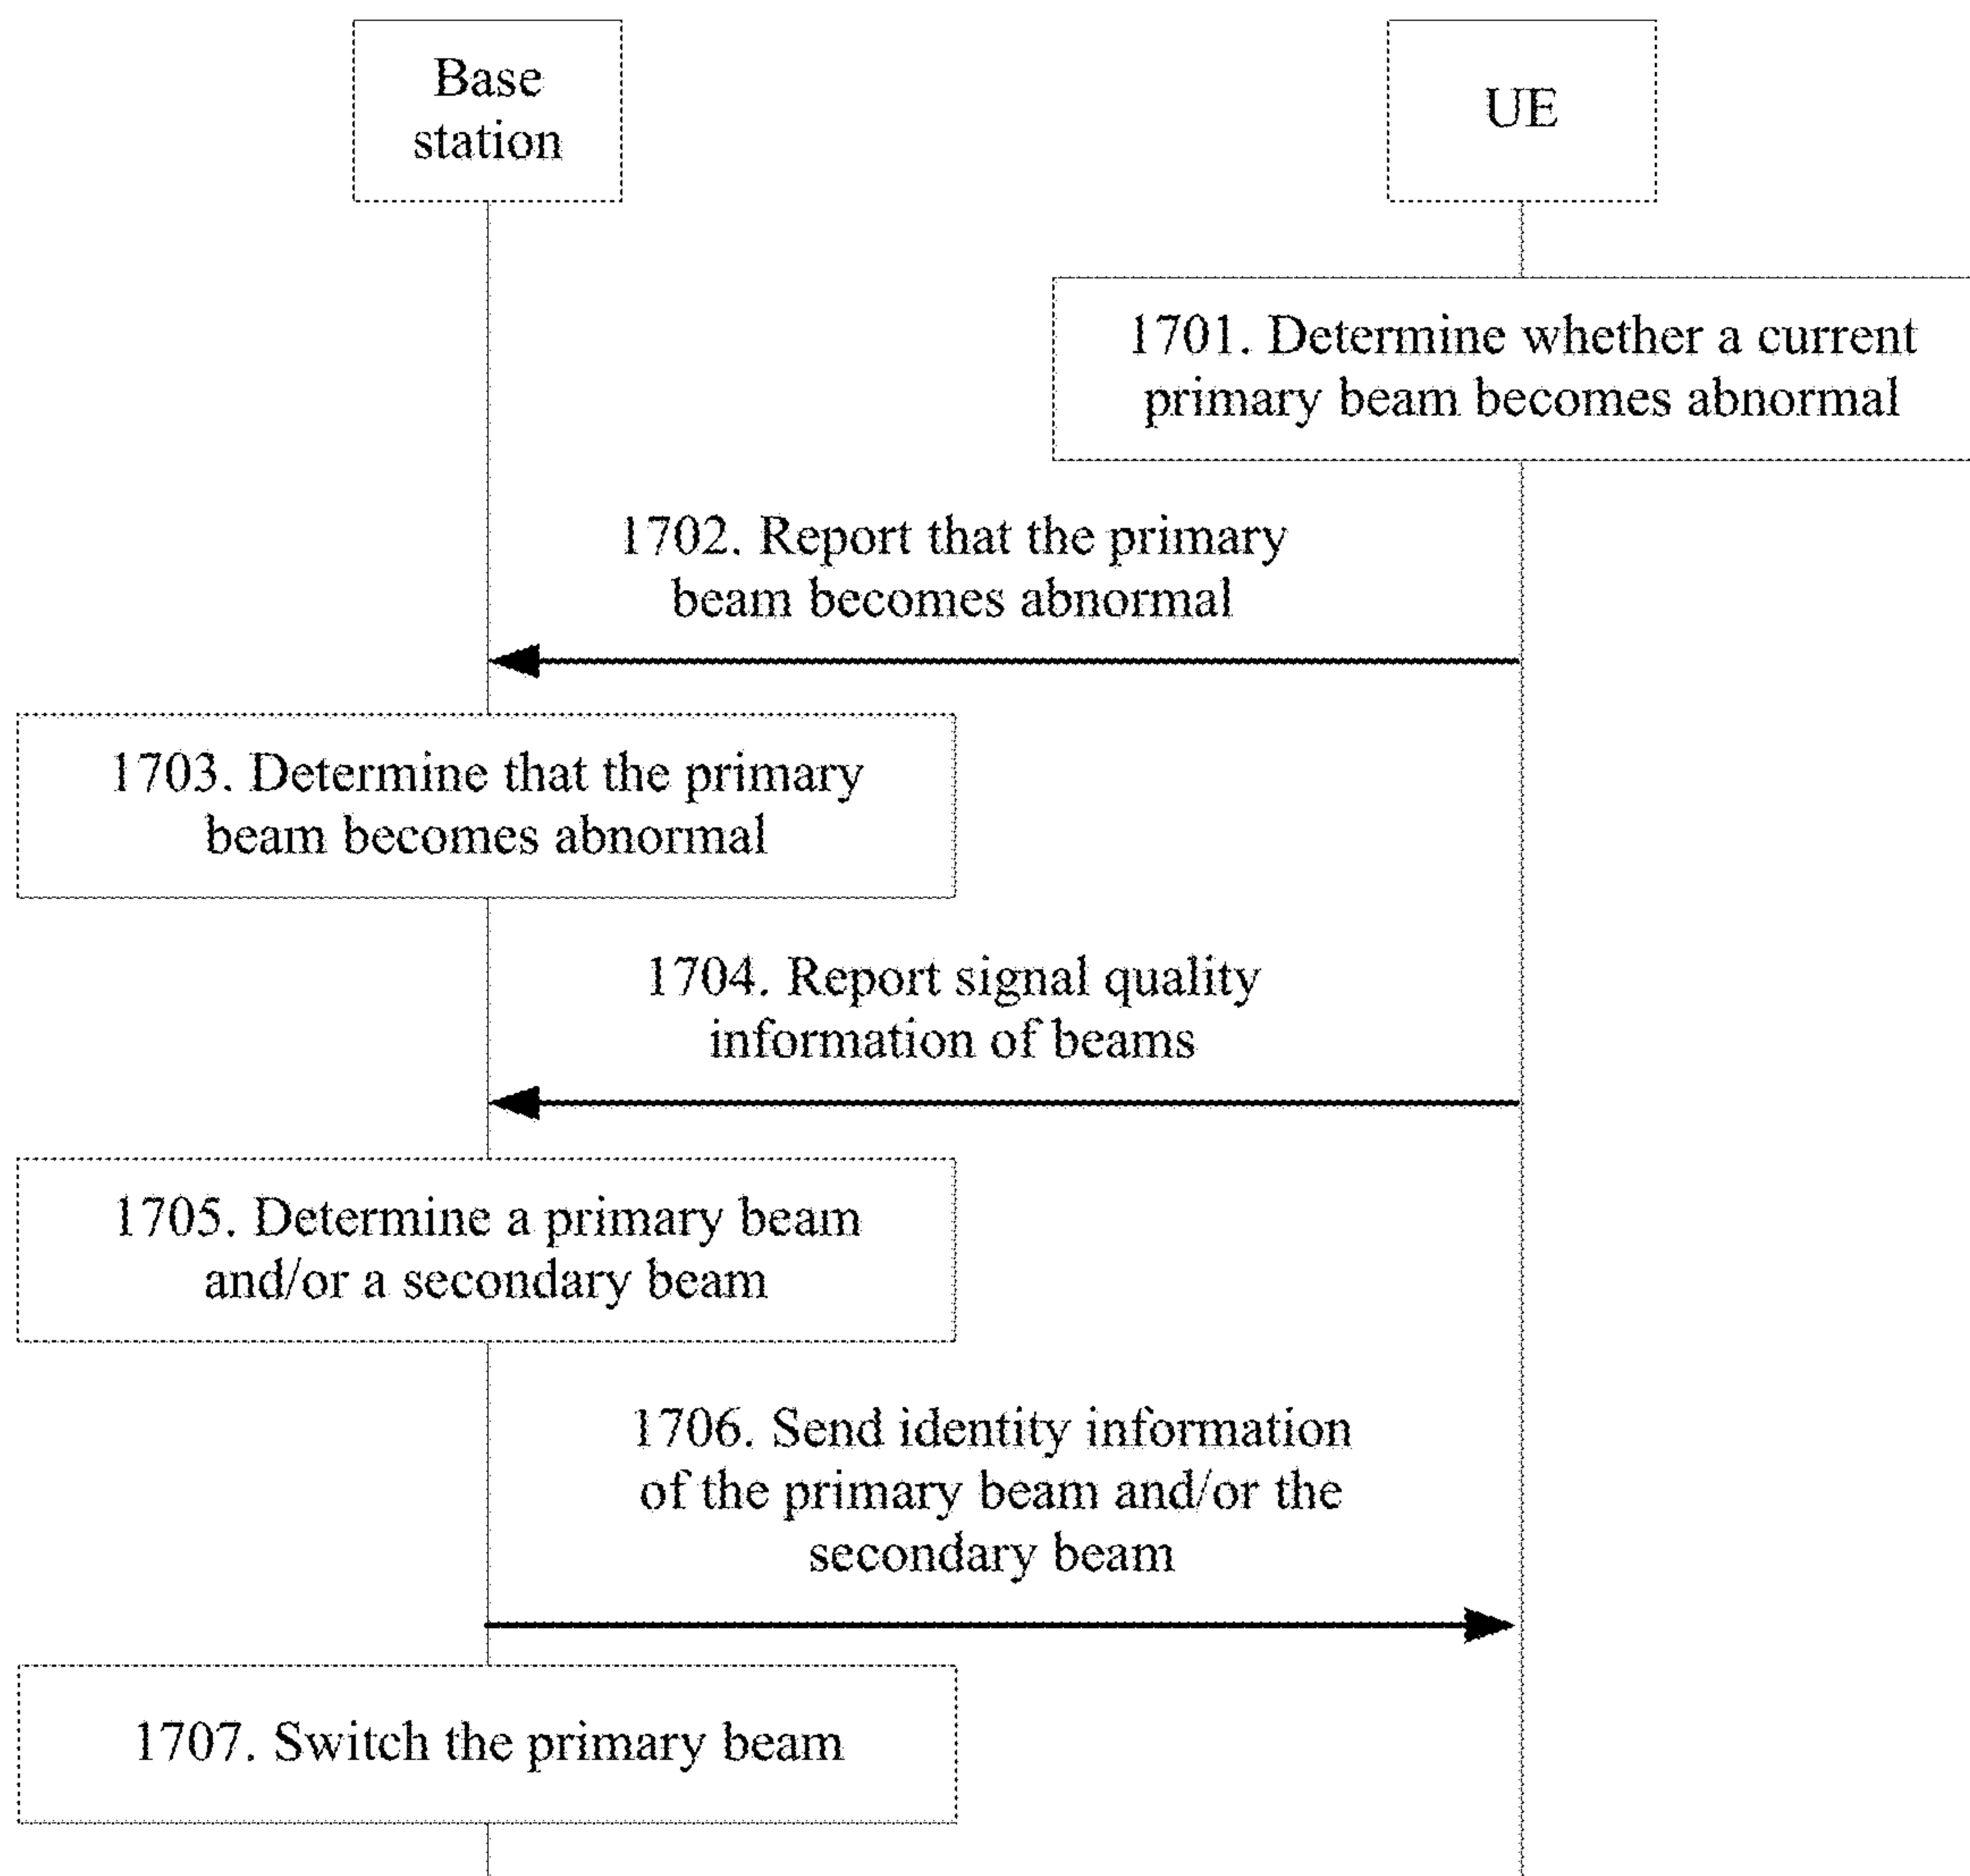 Base
station
UE
1701. Determine whether a current
primary beam becomes abnormal
1702. Report that the primary
beam becomes abnormal
1703. Determine that the primary
beam becomes abnormal
1704. Report signal quality
information of beams
1705. Determine a primary beam
and/or a secondary beam
1706. Send identity information
of the primary beam and/or the
secondary beam
1707. Switch the primary beam